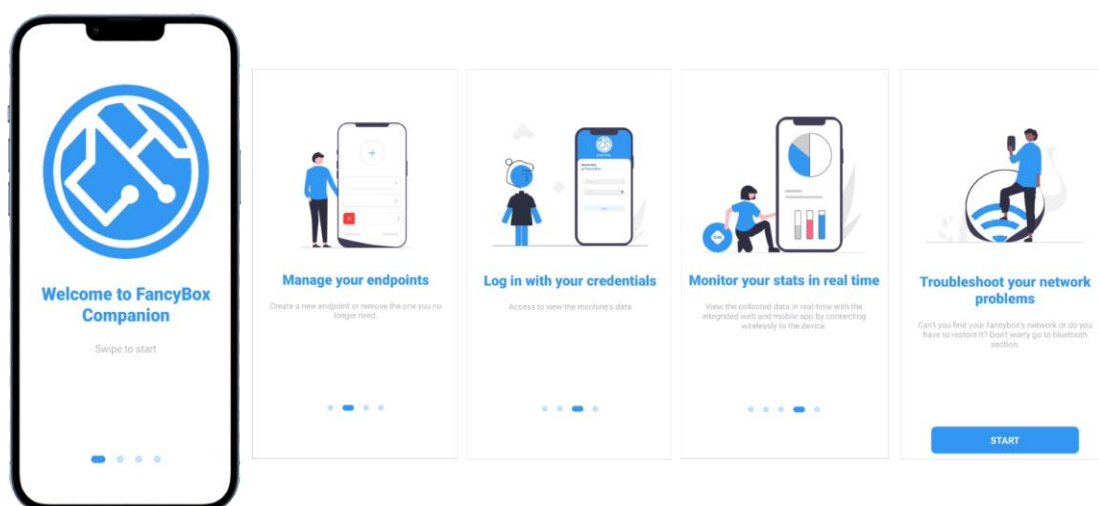 Welcome to FancyBox
Companion
Swipe to start
Manage your endpoints
Create a new endpoint or remove the one you no
longer need.
Log in with your credentials
Access to view the machine's data.
Monitor your stats in real time
View the collected data in real-time with the
integrated web and mobile app by connecting
wirelessly to the device.
Troubleshoot your network
problems
Can't you find your fancybox's network or do you
have to restore it? Don't worry go to bluetooth
section.
START